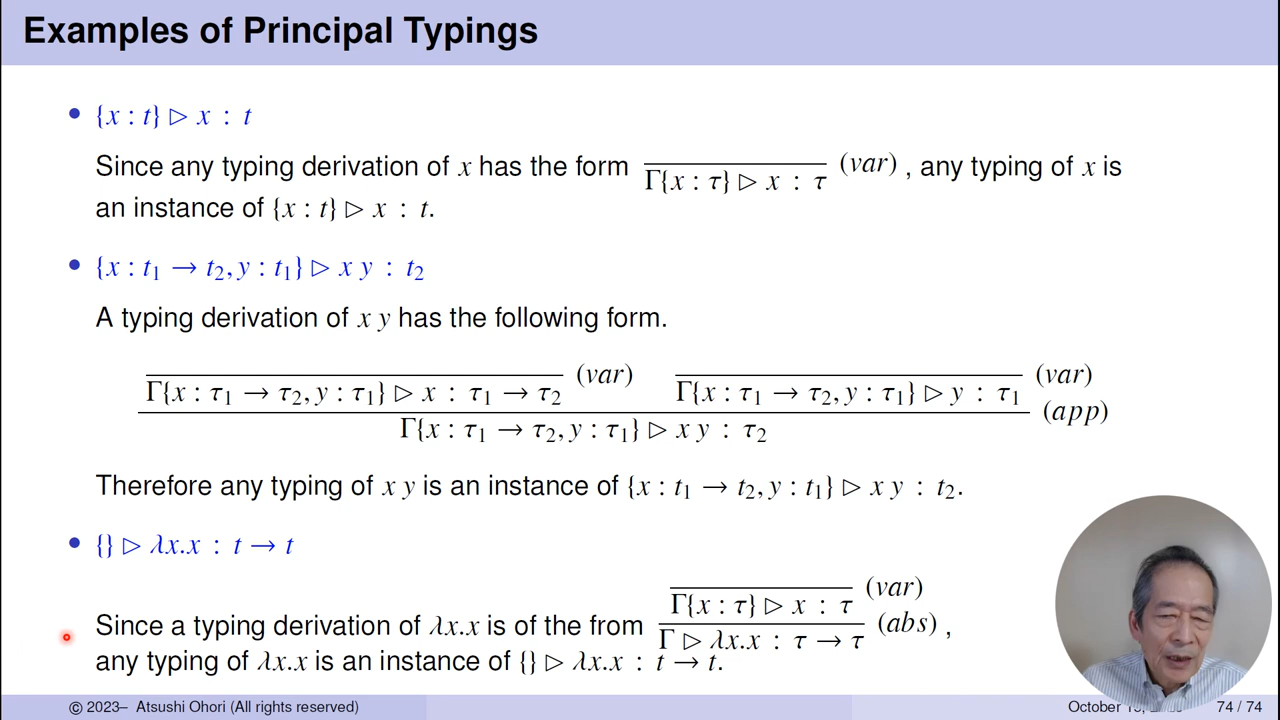 Examples of Principal Typings
{x : t} ▷ x : t
Since any typing derivation of x has the form Γ{x : τ} ▷ x : τ (var) , any typing of x is
an instance of {x : t} ▷ x : t.
{x : t₁ → t₂, y : t₁} ▷ x y : t₂
A typing derivation of x y has the following form.
Γ{x : τ₁ → τ₂, y : τ₁} ▷ x : τ₁ → τ₂ (var) Γ{x : τ₁ → τ₂, y : τ₁} ▷ y : τ₁ (var)
Γ{x : τ₁ → τ₂, y : τ₁} ▷ x y : τ₂ (app)
Therefore any typing of x y is an instance of {x : t₁ → t₂, y : t₁} ▷ x y : t₂.
{} ▷ λx.x : t → t
Γ{x : τ} ▷ x : τ (var)
Since a typing derivation of λx.x is of the from Γ ▷ λx.x : τ → τ (abs) ,
any typing of λx.x is an instance of {} ▷ λx.x : t → t.
© 2023– Atsushi Ohori (All rights reserved) October 74 / 74